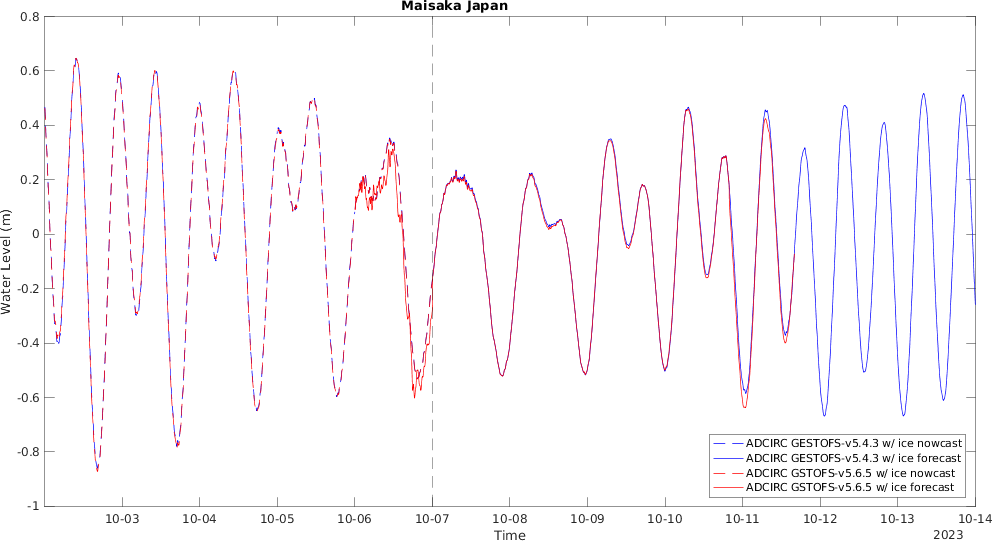 Maisaka Japan
0.8
0.6
0.4
0.2
0
-0.2
-0.4
-0.6
-0.8
-1
Water Level (m)
ADCIRC GESTOFS-v5.4.3 w/ ice nowcast
ADCIRC GESTOFS-v5.4.3 w/ ice forecast
ADCIRC GSTOFS-v5.6.5 w/ ice nowcast
ADCIRC GSTOFS-v5.6.5 w/ ice forecast
10-03 10-04 10-05 10-06 10-07 10-08 10-09 10-10 10-11 10-12 10-13 10-14
Time
2023